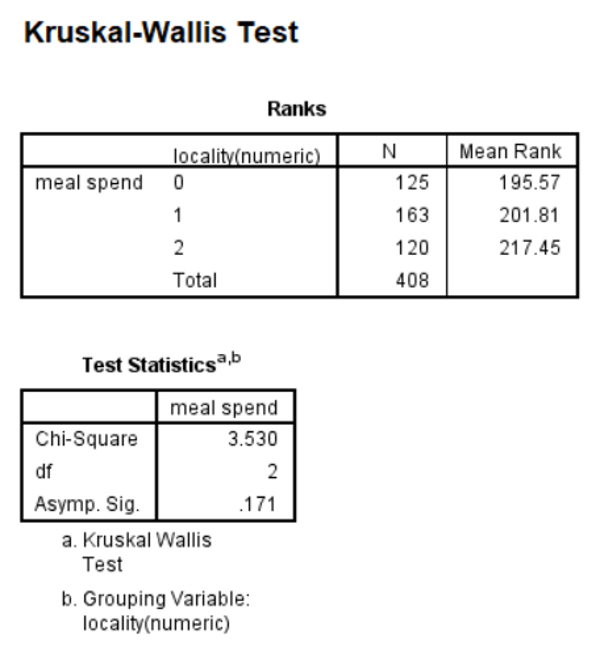 Kruskal-Wallis Test
Ranks
locality(numeric) N Mean Rank
meal spend 0 125 195.57
1 163 201.81
2 120 217.45
Total 408
Test Statistics a,b
meal spend
Chi-Square 3.530
df 2
Asymp. Sig. .171
a. Kruskal Wallis
Test
b. Grouping Variable:
locality(numeric)